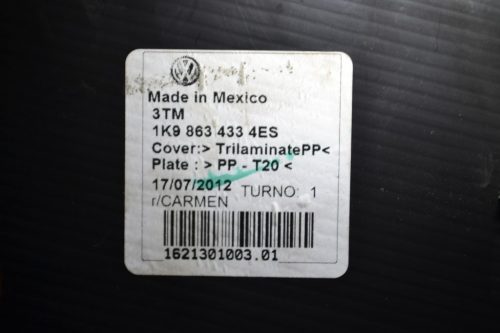 Made in Mexico
3TM
1K9 863 433 4ES
Cover:> TrilaminatePP<
Plate : > PP - T20 <
17/07/2012 TURNO: 1
r/CARMEN
1621301003.01